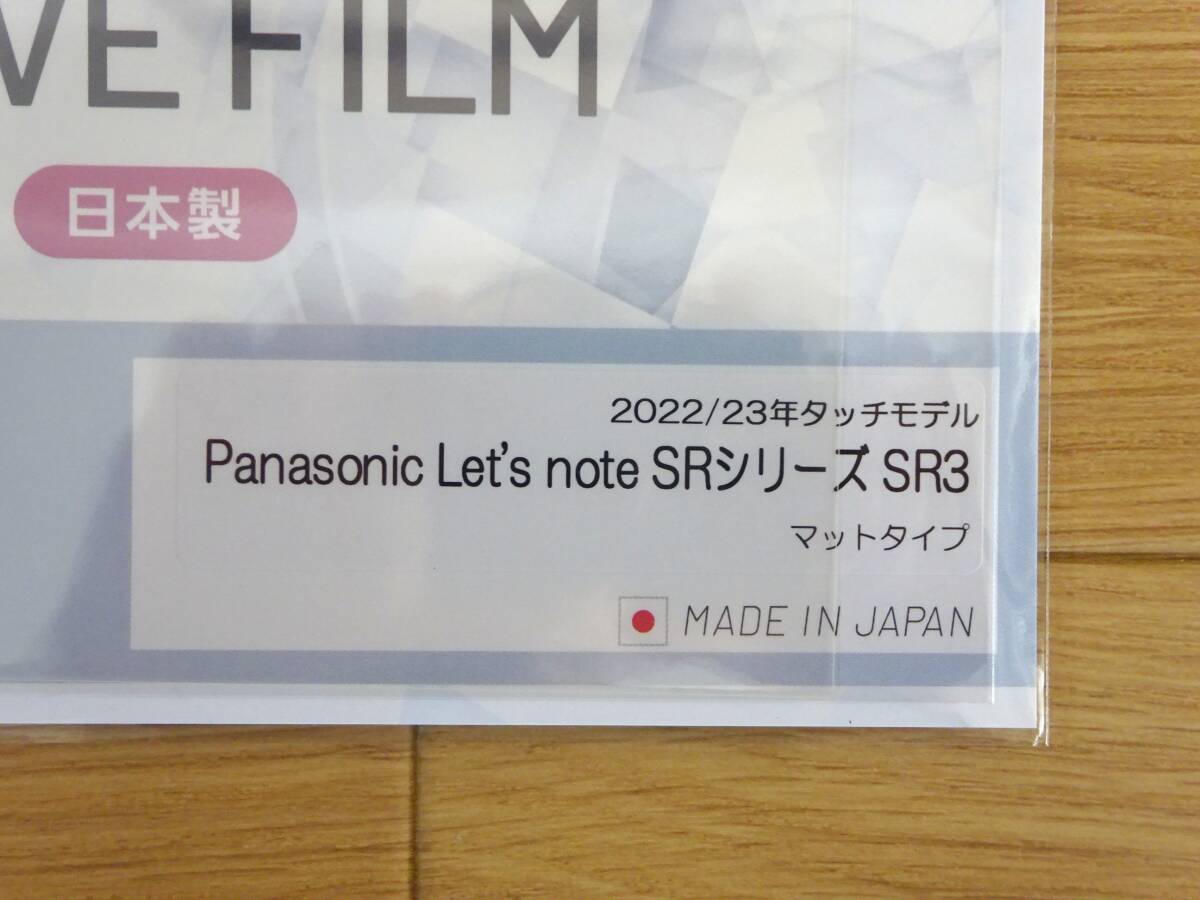 VE FILM
日本製
2022/23年タッチモデル
Panasonic Let's note SRシリーズ SR3
マットタイプ
MADE IN JAPAN